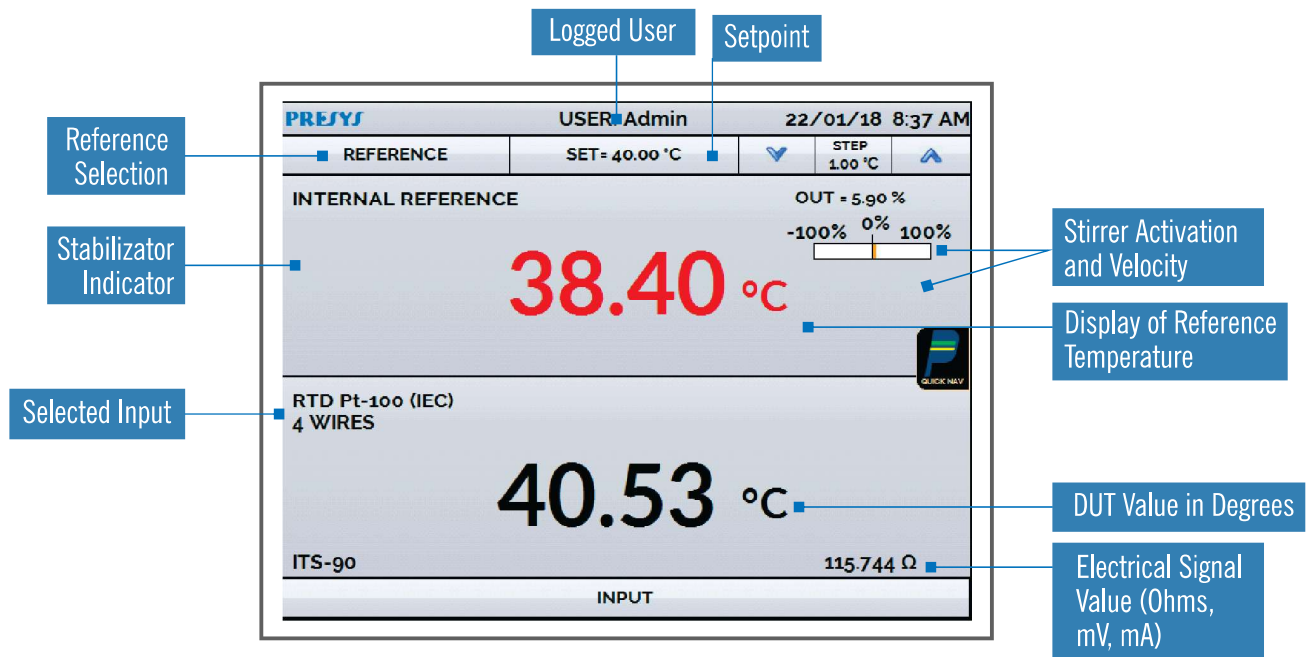 Logged User
Setpoint
PRESYS
USER: Admin
22/01/18 8:37 AM
Reference
Selection
REFERENCE
SET= 40.00 °C
STEP
1.00 °C
INTERNAL REFERENCE
OUT = 5.90 %
-100% 0% 100%
Stirrer Activation
and Velocity
Stabilizator
Indicator
38.40 °C
Display of Reference
Temperature
QUICK NAV
Selected Input
RTD Pt-100 (IEC)
4 WIRES
40.53 °C
DUT Value in Degrees
ITS-90
115.744 Ω
Electrical Signal
Value (Ohms,
mV, mA)
INPUT